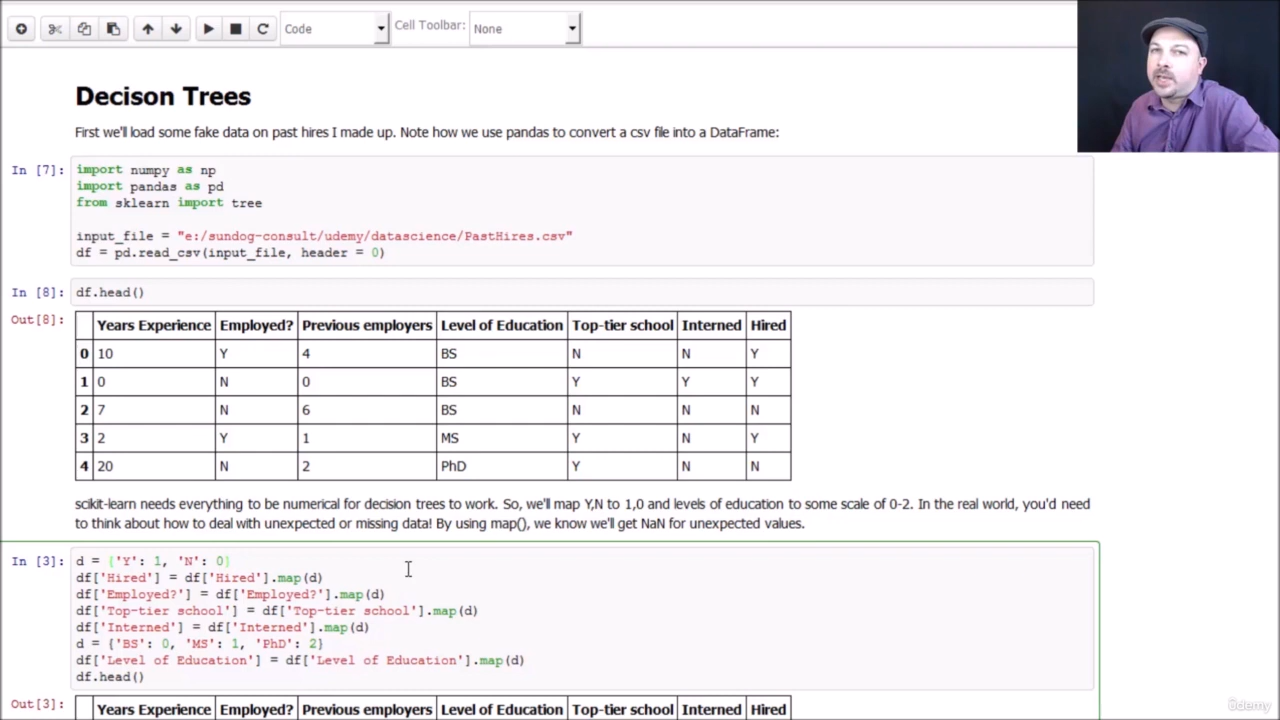 Code
Cell Toolbar:
None
Decison Trees
First we'll load some fake data on past hires I made up. Note how we use pandas to convert a csv file into a DataFrame:
In [7]:
import numpy as np
import pandas as pd
from sklearn import tree
input_file = "e:/sundog-consult/udemy/datascience/PastHires.csv"
df = pd.read_csv(input_file, header = 0)
In [8]:
df.head()
Out[8]:
Years Experience Employed? Previous employers Level of Education Top-tier school Interned Hired
0 10 Y 4 BS N N Y
1 0 N 0 BS Y Y Y
2 7 N 6 BS N N N
3 2 Y 1 MS Y N Y
4 20 N 2 PhD Y N N
scikit-learn needs everything to be numerical for decision trees to work. So, we'll map Y,N to 1,0 and levels of education to some scale of 0-2. In the real world, you'd need
to think about how to deal with unexpected or missing data! By using map(), we know we'll get NaN for unexpected values.
In [3]:
d = {'Y': 1, 'N': 0}
df['Hired'] = df['Hired'].map(d)
df['Employed?'] = df['Employed?'].map(d)
df['Top-tier school'] = df['Top-tier school'].map(d)
df['Interned'] = df['Interned'].map(d)
d = {'BS': 0, 'MS': 1, 'PhD': 2}
df['Level of Education'] = df['Level of Education'].map(d)
df.head()
Out[3]:
Years Experience Employed? Previous employers Level of Education Top-tier school Interned Hired
ûdemy